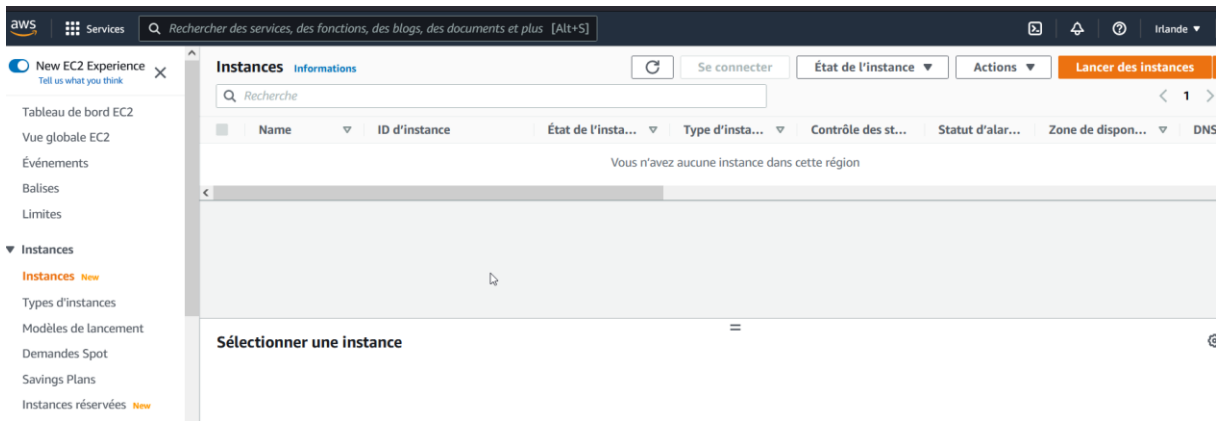 aws Services Rechercher des services, des fonctions, des blogs, des documents et plus [Alt+S] Irlande
New EC2 Experience
Tell us what you think
Tableau de bord EC2
Vue globale EC2
Événements
Balises
Limites
Instances
Instances New
Types d'instances
Modèles de lancement
Demandes Spot
Savings Plans
Instances réservées New
Instances Informations Se connecter État de l'instance Actions Lancer des instances
Recherche 1
Name ID d'instance État de l'insta... Type d'insta... Contrôle des st... Statut d'alar... Zone de dispon... DNS
Vous n'avez aucune instance dans cette région
Sélectionner une instance